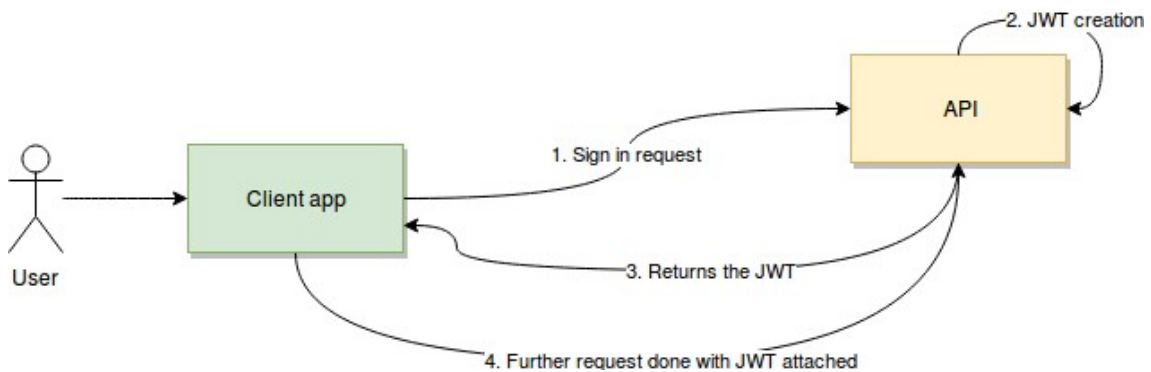 2. JWT creation
API
1. Sign in request
Client app
User
3. Returns the JWT
4. Further request done with JWT attached